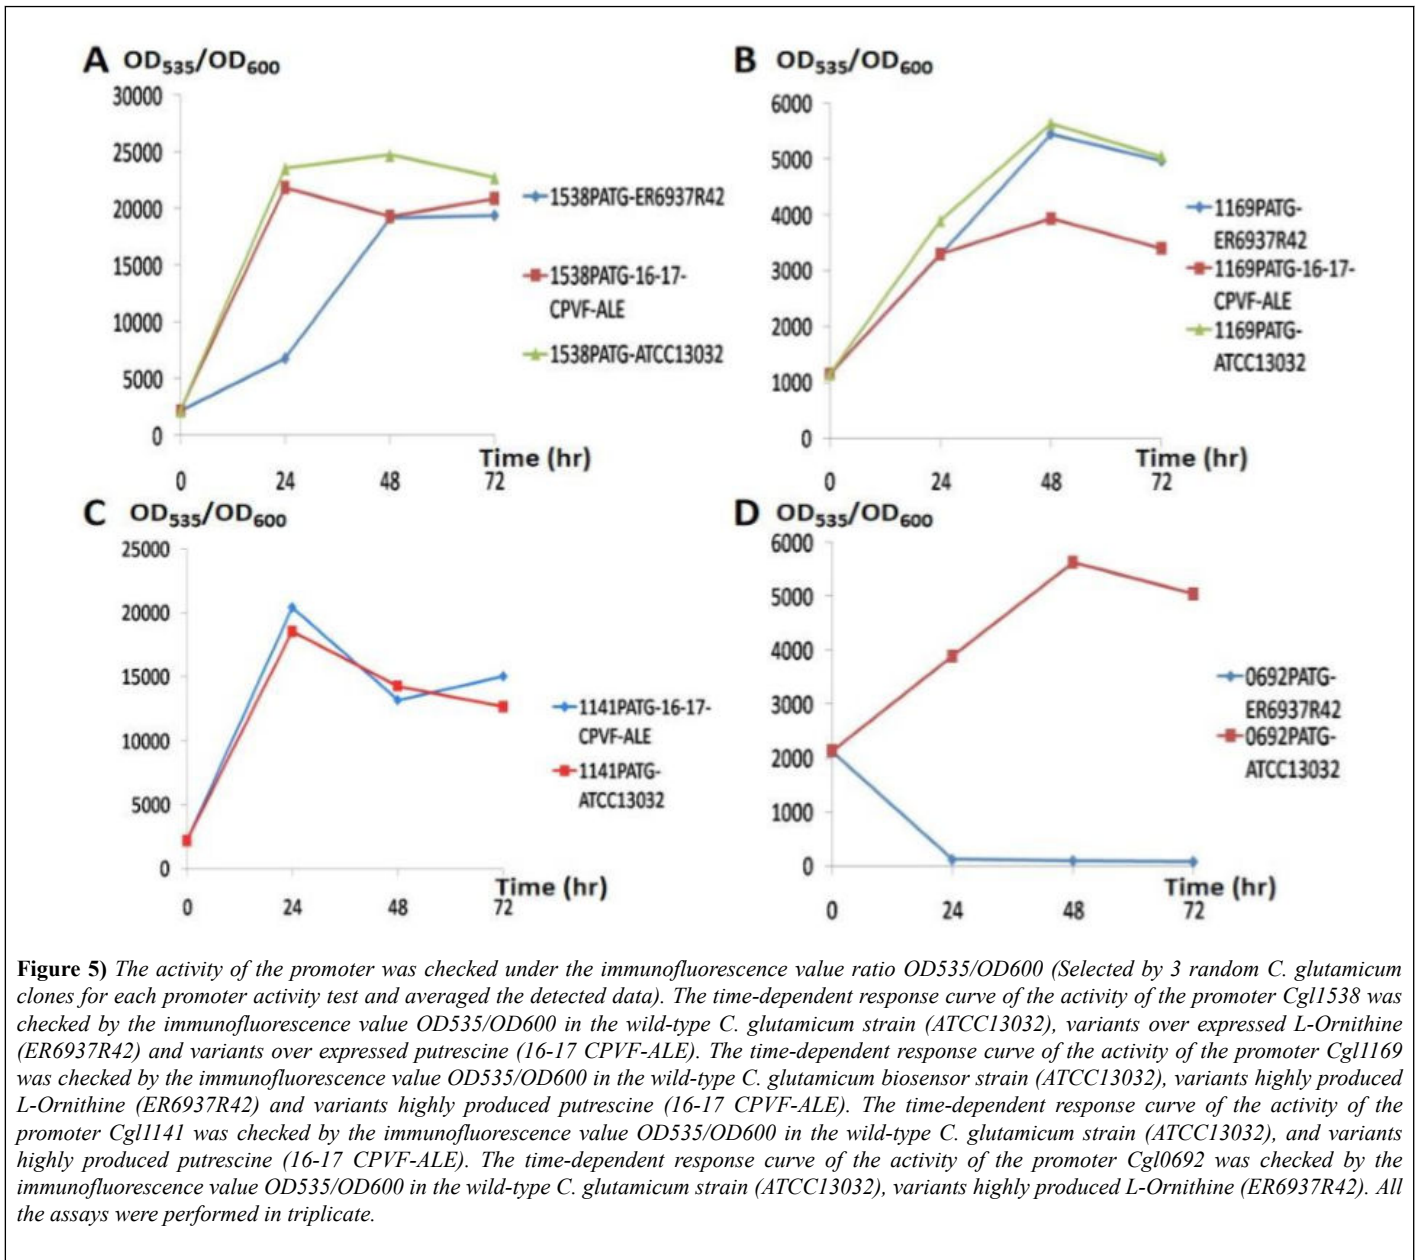 A OD535/OD600
30000
25000
20000
15000
10000
5000
0
0 24 48 72
Time (hr)
1538PATG-ER6937R42
1538PATG-16-17-
CPVF-ALE
1538PATG-ATCC13032
B OD535/OD600
6000
5000
4000
3000
2000
1000
0
0 24 48 72
Time (hr)
1169PATG-
ER6937R42
1169PATG-16-17-
CPVF-ALE
1169PATG-
ATCC13032
C OD535/OD600
25000
20000
15000
10000
5000
0
0 24 48 72
Time (hr)
1141PATG-16-17-
CPVF-ALE
1141PATG-
ATCC13032
D OD535/OD600
6000
5000
4000
3000
2000
1000
0
0 24 48 72
Time (hr)
0692PATG-
ER6937R42
0692PATG-
ATCC13032
Figure 5) The activity of the promoter was checked under the immunofluorescence value ratio OD535/OD600 (Selected by 3 random C. glutamicum
clones for each promoter activity test and averaged the detected data). The time-dependent response curve of the activity of the promoter Cgl1538 was
checked by the immunofluorescence value OD535/OD600 in the wild-type C. glutamicum strain (ATCC13032), variants over expressed L-Ornithine
(ER6937R42) and variants over expressed putrescine (16-17 CPVF-ALE). The time-dependent response curve of the activity of the promoter Cgl1169
was checked by the immunofluorescence value OD535/OD600 in the wild-type C. glutamicum biosensor strain (ATCC13032), variants highly produced
L-Ornithine (ER6937R42) and variants highly produced putrescine (16-17 CPVF-ALE). The time-dependent response curve of the activity of the
promoter Cgl1141 was checked by the immunofluorescence value OD535/OD600 in the wild-type C. glutamicum strain (ATCC13032), and variants
highly produced putrescine (16-17 CPVF-ALE). The time-dependent response curve of the activity of the promoter Cgl0692 was checked by the
immunofluorescence value OD535/OD600 in the wild-type C. glutamicum strain (ATCC13032), variants highly produced L-Ornithine (ER6937R42). All
the assays were performed in triplicate.